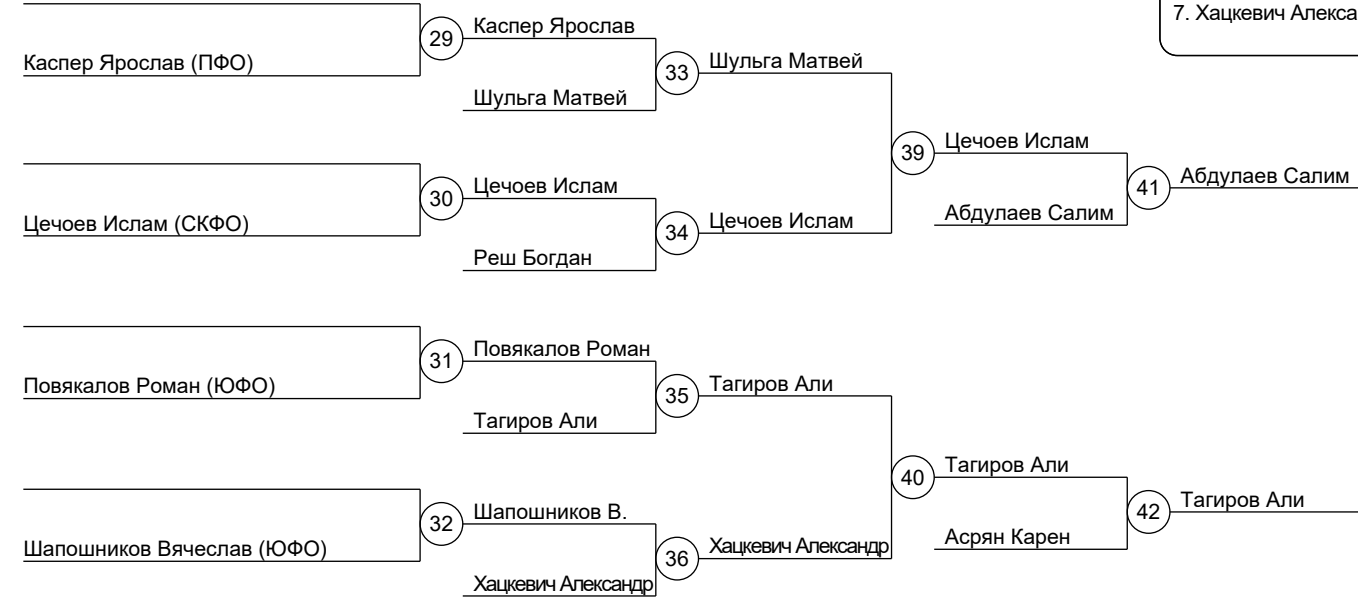 7. Хацкевич Алекса
29
Каспер Ярослав
Каспер Ярослав (ПФО)
33
Шульга Матвей
Шульга Матвей
39
Цечоев Ислам
30
Цечоев Ислам
41
Абдулаев Салим
Цечоев Ислам (СКФО)
34
Цечоев Ислам
Абдулаев Салим
Реш Богдан
31
Повякалов Роман
Повякалов Роман (ЮФО)
35
Тагиров Али
Тагиров Али
40
Тагиров Али
32
Шапошников В.
42
Тагиров Али
Шапошников Вячеслав (ЮФО)
36
Хацкевич Александр
Асрян Карен
Хацкевич Александр